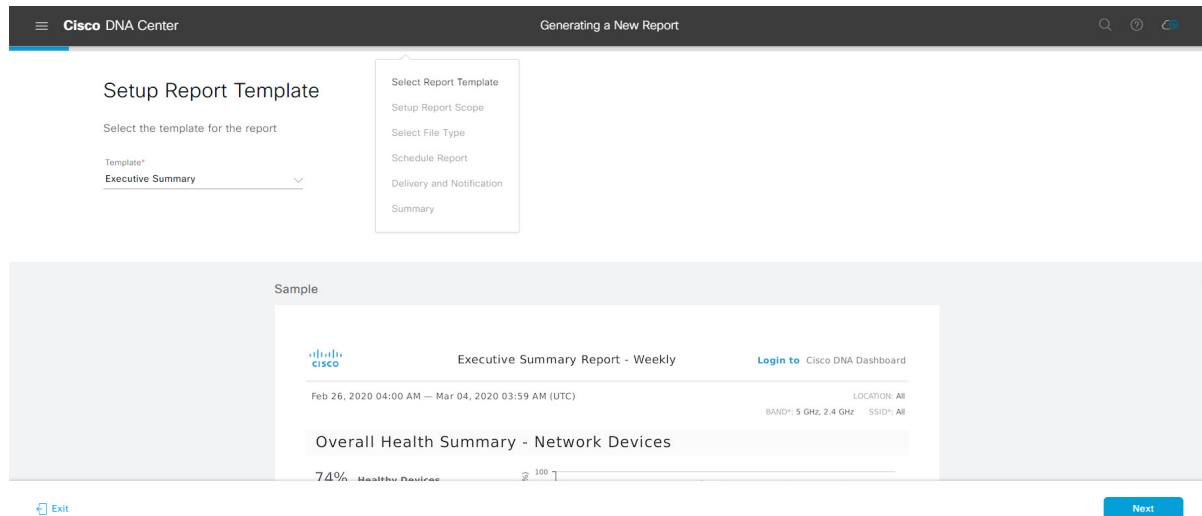 Cisco DNA Center
Generating a New Report
Setup Report Template
Select the template for the report
Template*
Executive Summary
Select Report Template
Setup Report Scope
Select File Type
Schedule Report
Delivery and Notification
Summary
Sample
CISCO
Executive Summary Report - Weekly
Login to Cisco DNA Dashboard
Feb 26, 2020 04:00 AM — Mar 04, 2020 03:59 AM (UTC)
LOCATION: All
BAND*: 5 GHz, 2.4 GHz SSID*: All
Overall Health Summary - Network Devices
74% Healthy Devices
100
Exit
Next